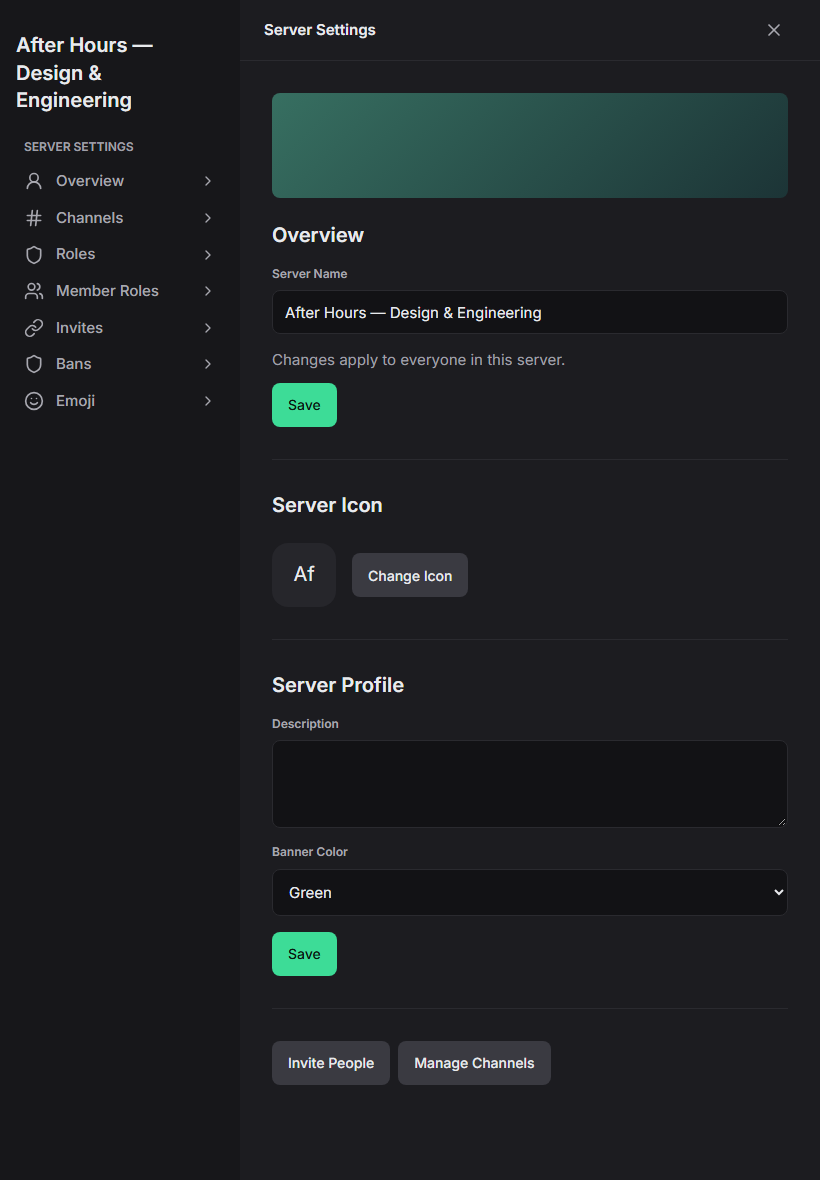 After Hours —
Design &
Engineering
SERVER SETTINGS
Overview
Channels
Roles
Member Roles
Invites
Bans
Emoji
Server Settings
Overview
Server Name
After Hours — Design & Engineering
Changes apply to everyone in this server.
Save
Server Icon
Af
Change Icon
Server Profile
Description
Banner Color
Green
Save
Invite People
Manage Channels